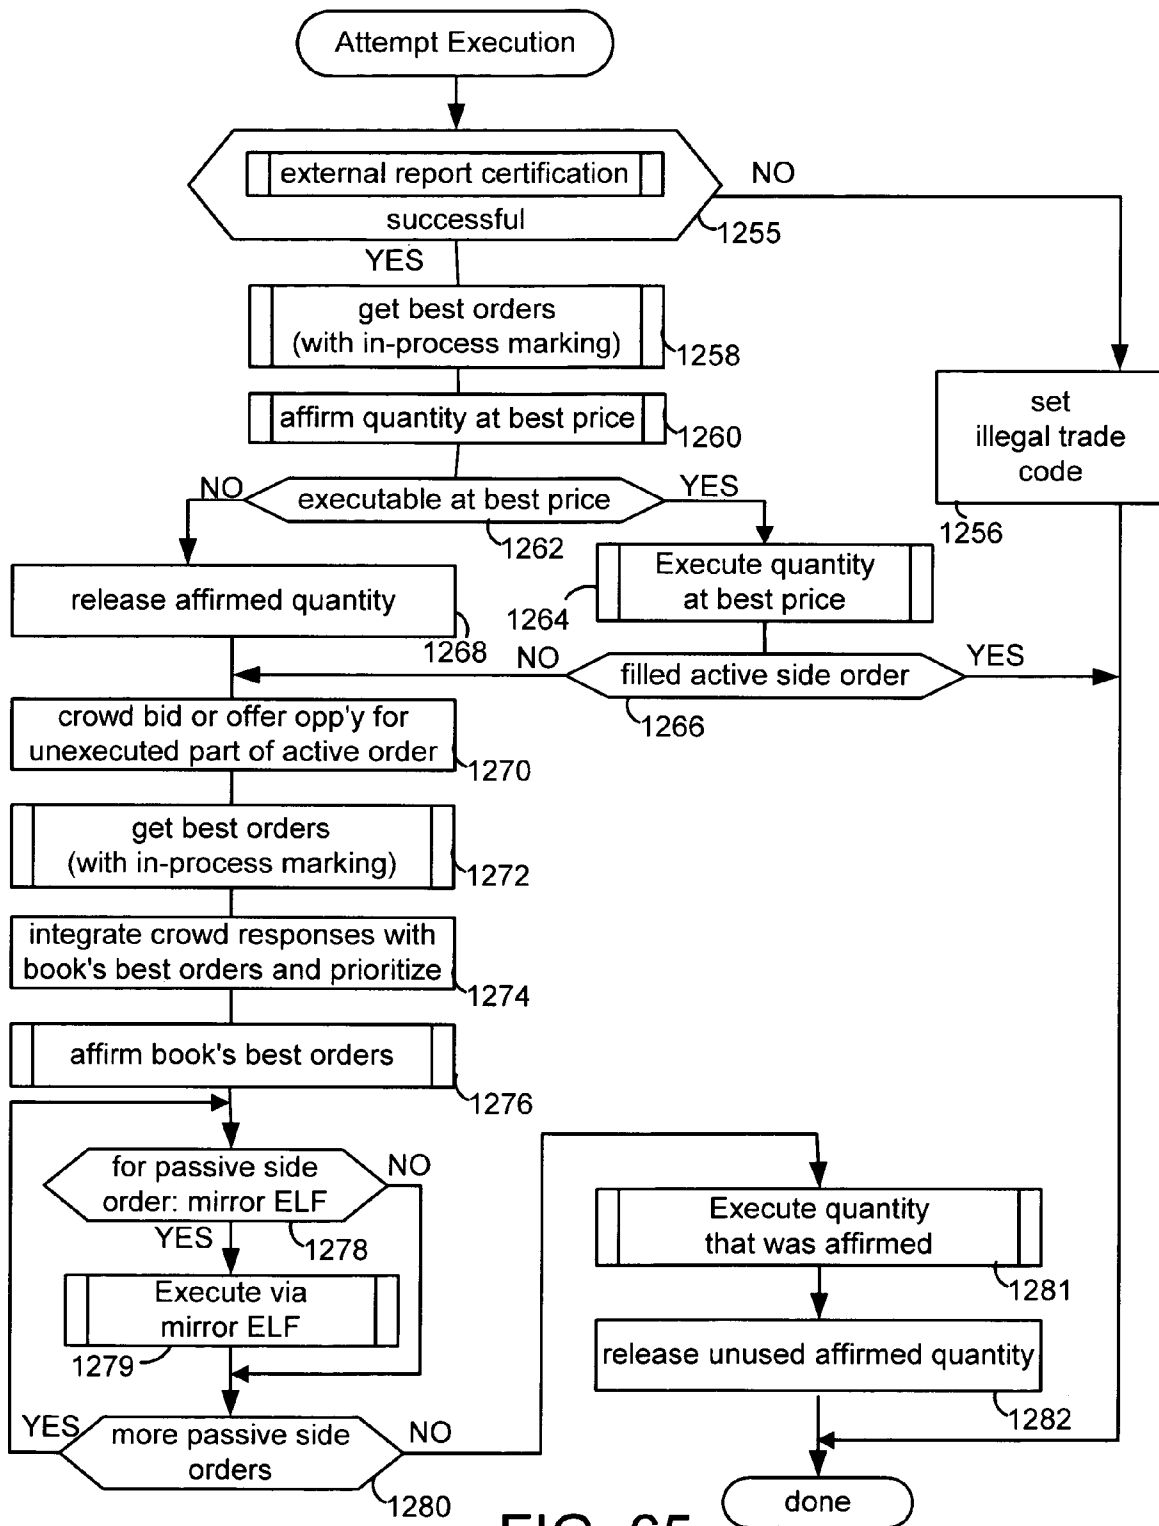 Attempt Execution
external report certification
successful
NO
1255
YES
get best orders
(with in-process marking)
1258
affirm quantity at best price
1260
set
illegal trade
code
1256
NO
executable at best price
YES
1262
Execute quantity
at best price
1264
release affirmed quantity
1268
NO
filled active side order
YES
1266
crowd bid or offer opp'y for
unexecuted part of active order
1270
get best orders
(with in-process marking)
1272
integrate crowd responses with
book's best orders and prioritize
1274
affirm book's best orders
1276
for passive side
order: mirror ELF
NO
YES
1278
Execute via
mirror ELF
1279
YES
more passive side
orders
NO
1280
Execute quantity
that was affirmed
1281
release unused affirmed quantity
1282
done
FIG. 65